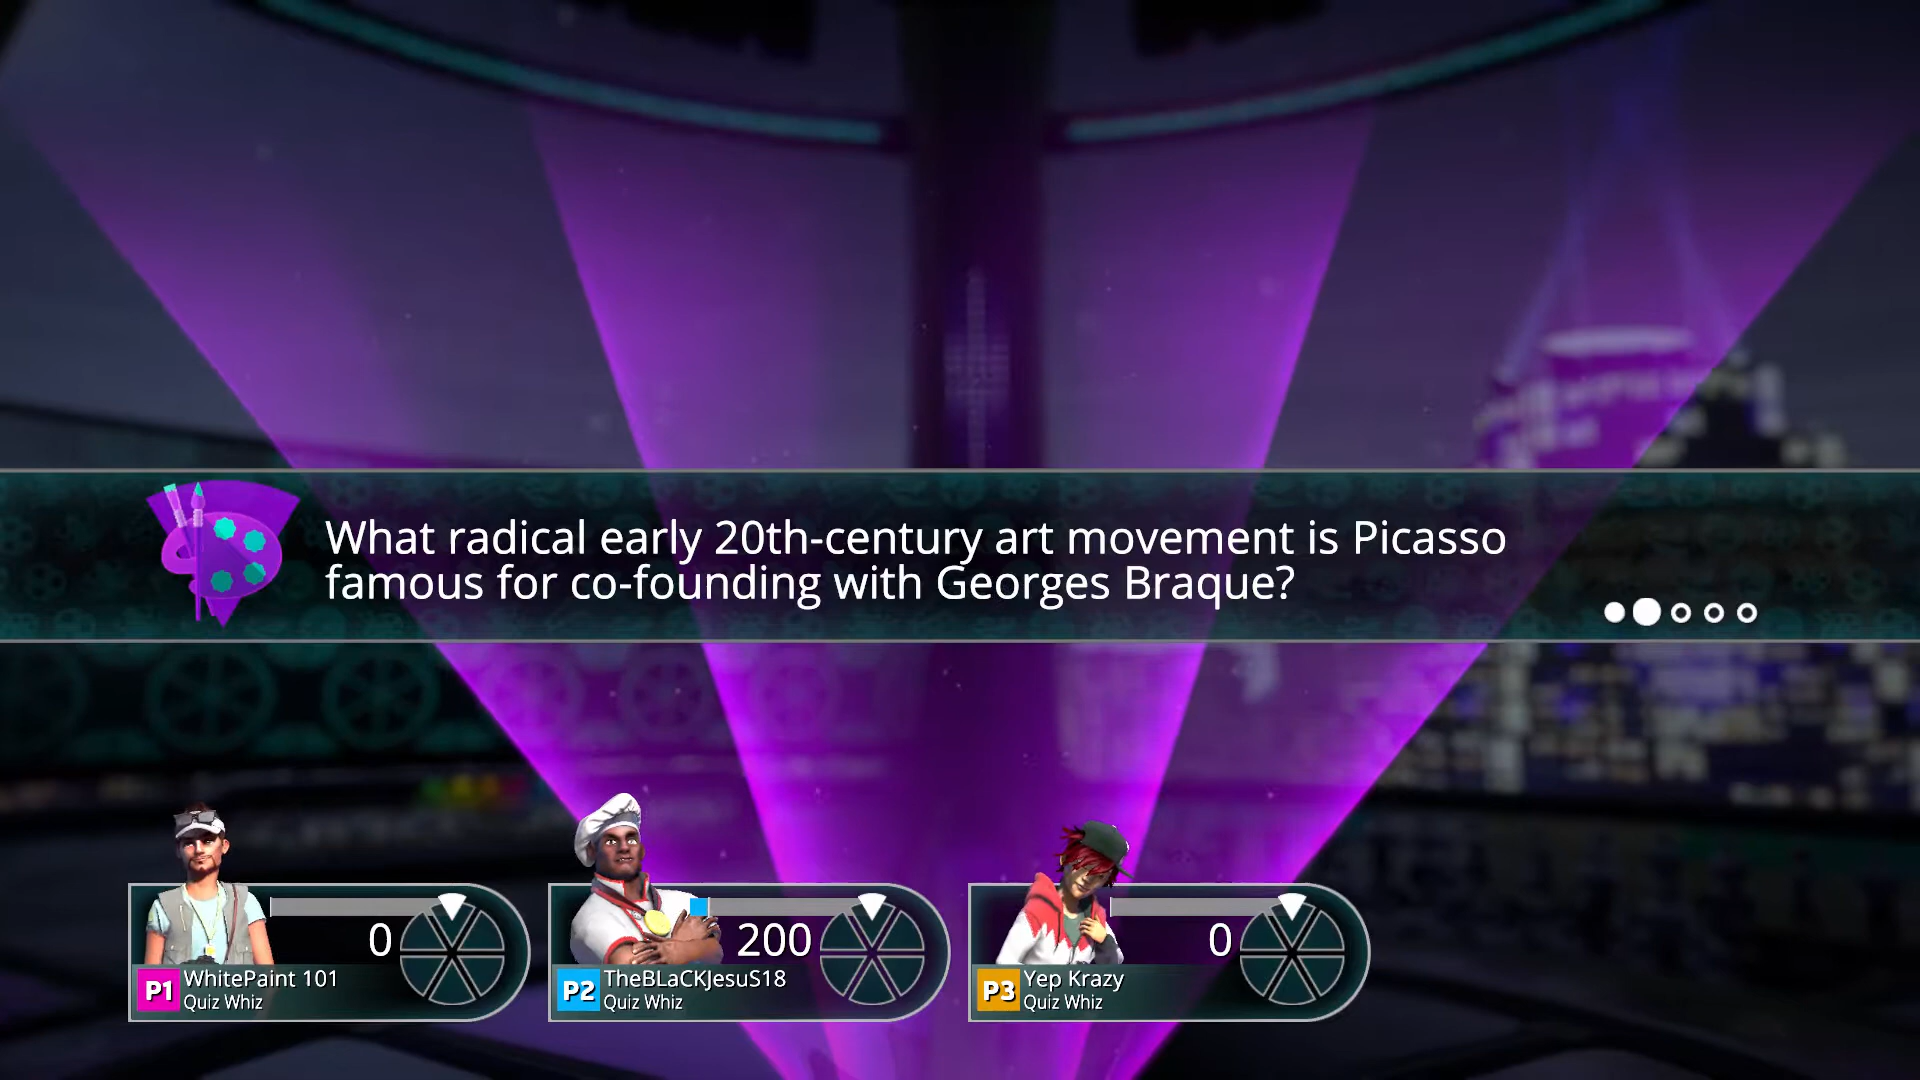 What radical early 20th-century art movement is Picasso
famous for co-founding with Georges Braque?
0
P1 WhitePaint 101
Quiz Whiz
200
P2 TheBLaCKJesuS18
Quiz Whiz
0
P3 Yep Krazy
Quiz Whiz